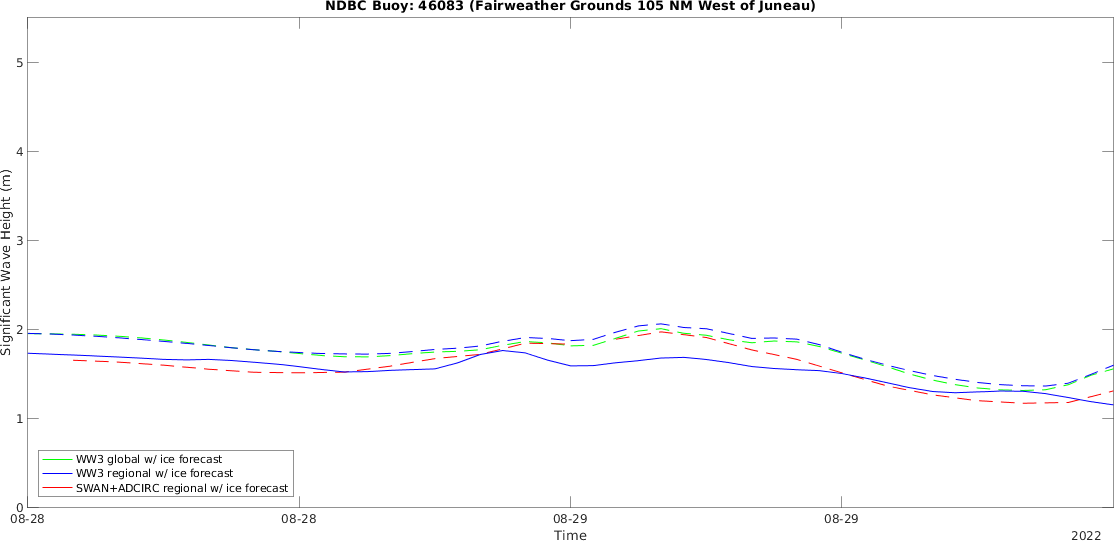 NDBC Buoy: 46083 (Fairweather Grounds 105 NM West of Juneau)
Significant Wave Height (m)
5
4
3
2
1
0
WW3 global w/ ice forecast
WW3 regional w/ ice forecast
SWAN+ADCIRC regional w/ ice forecast
08-28
08-28
08-29
08-29
Time
2022